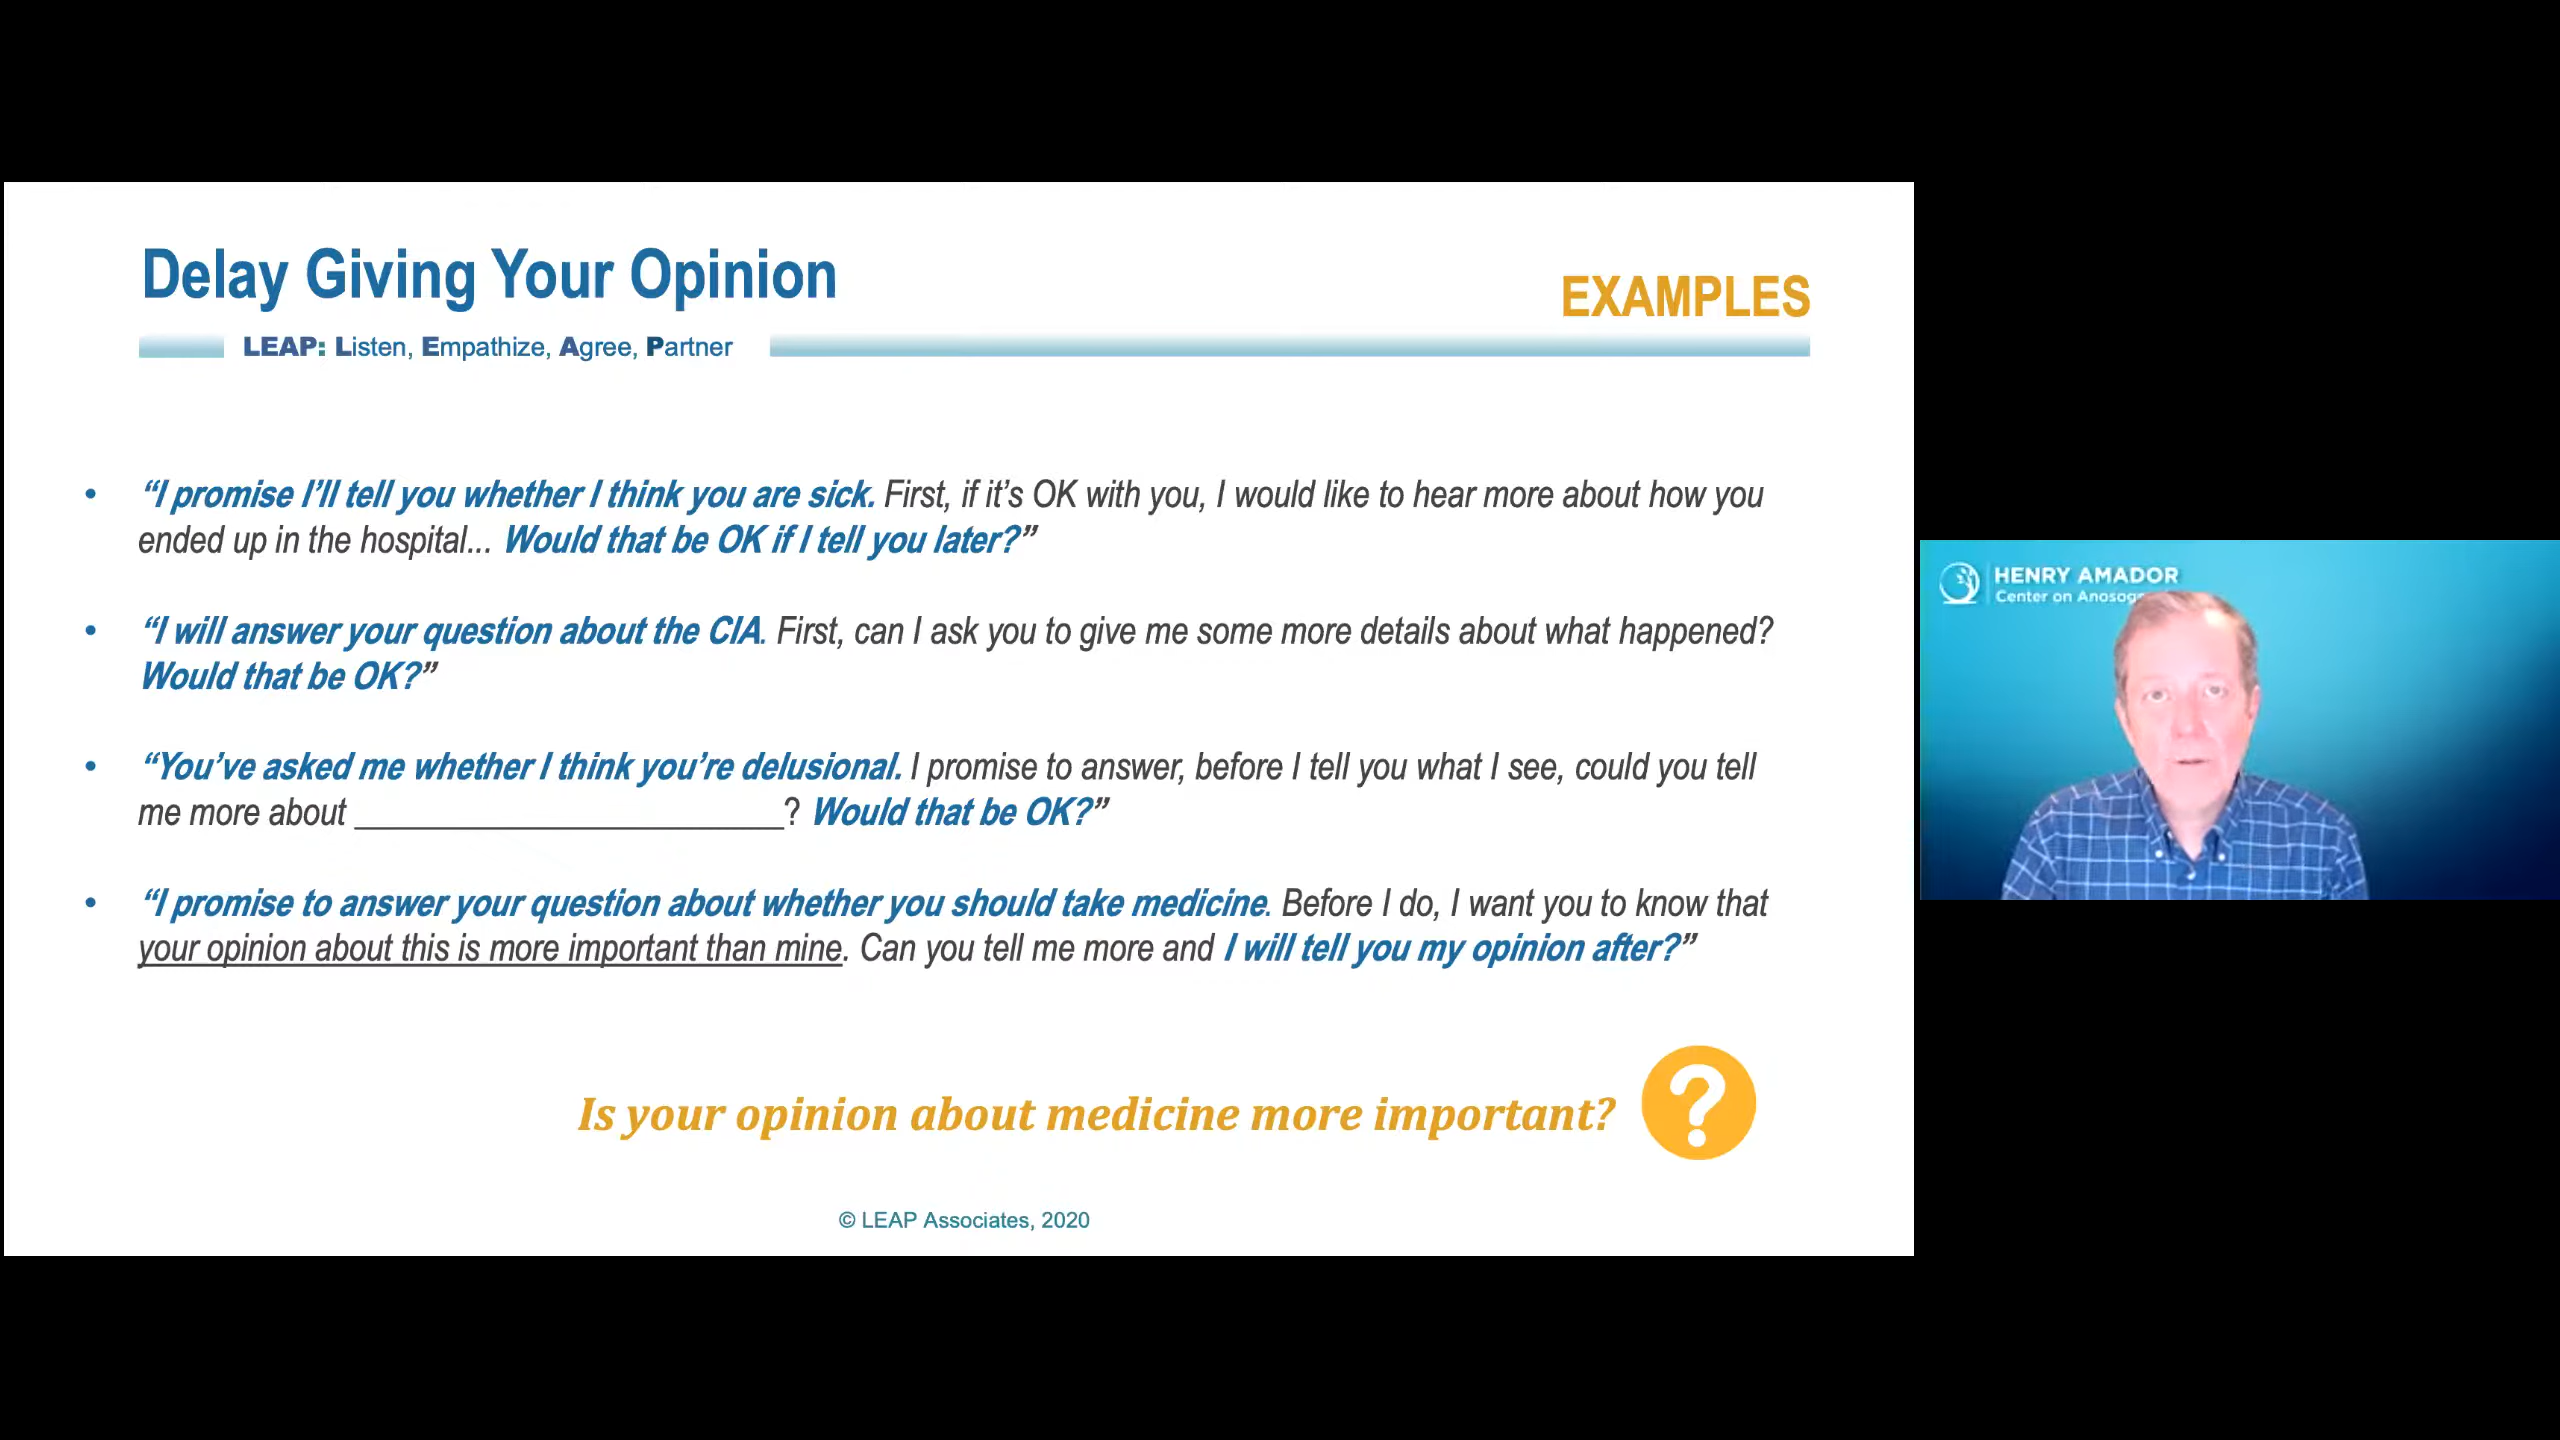 Delay Giving Your Opinion
EXAMPLES
LEAP: Listen, Empathize, Agree, Partner
• “I promise I’ll tell you whether I think you are sick. First, if it’s OK with you, I would like to hear more about how you
ended up in the hospital... Would that be OK if I tell you later?”
• “I will answer your question about the CIA. First, can I ask you to give me some more details about what happened?
Would that be OK?”
• “You’ve asked me whether I think you’re delusional. I promise to answer, before I tell you what I see, could you tell
me more about ______________________? Would that be OK?”
• “I promise to answer your question about whether you should take medicine. Before I do, I want you to know that
your opinion about this is more important than mine. Can you tell me more and I will tell you my opinion after?”
Is your opinion about medicine more important?
?
© LEAP Associates, 2020
HENRY AMADOR
Center on